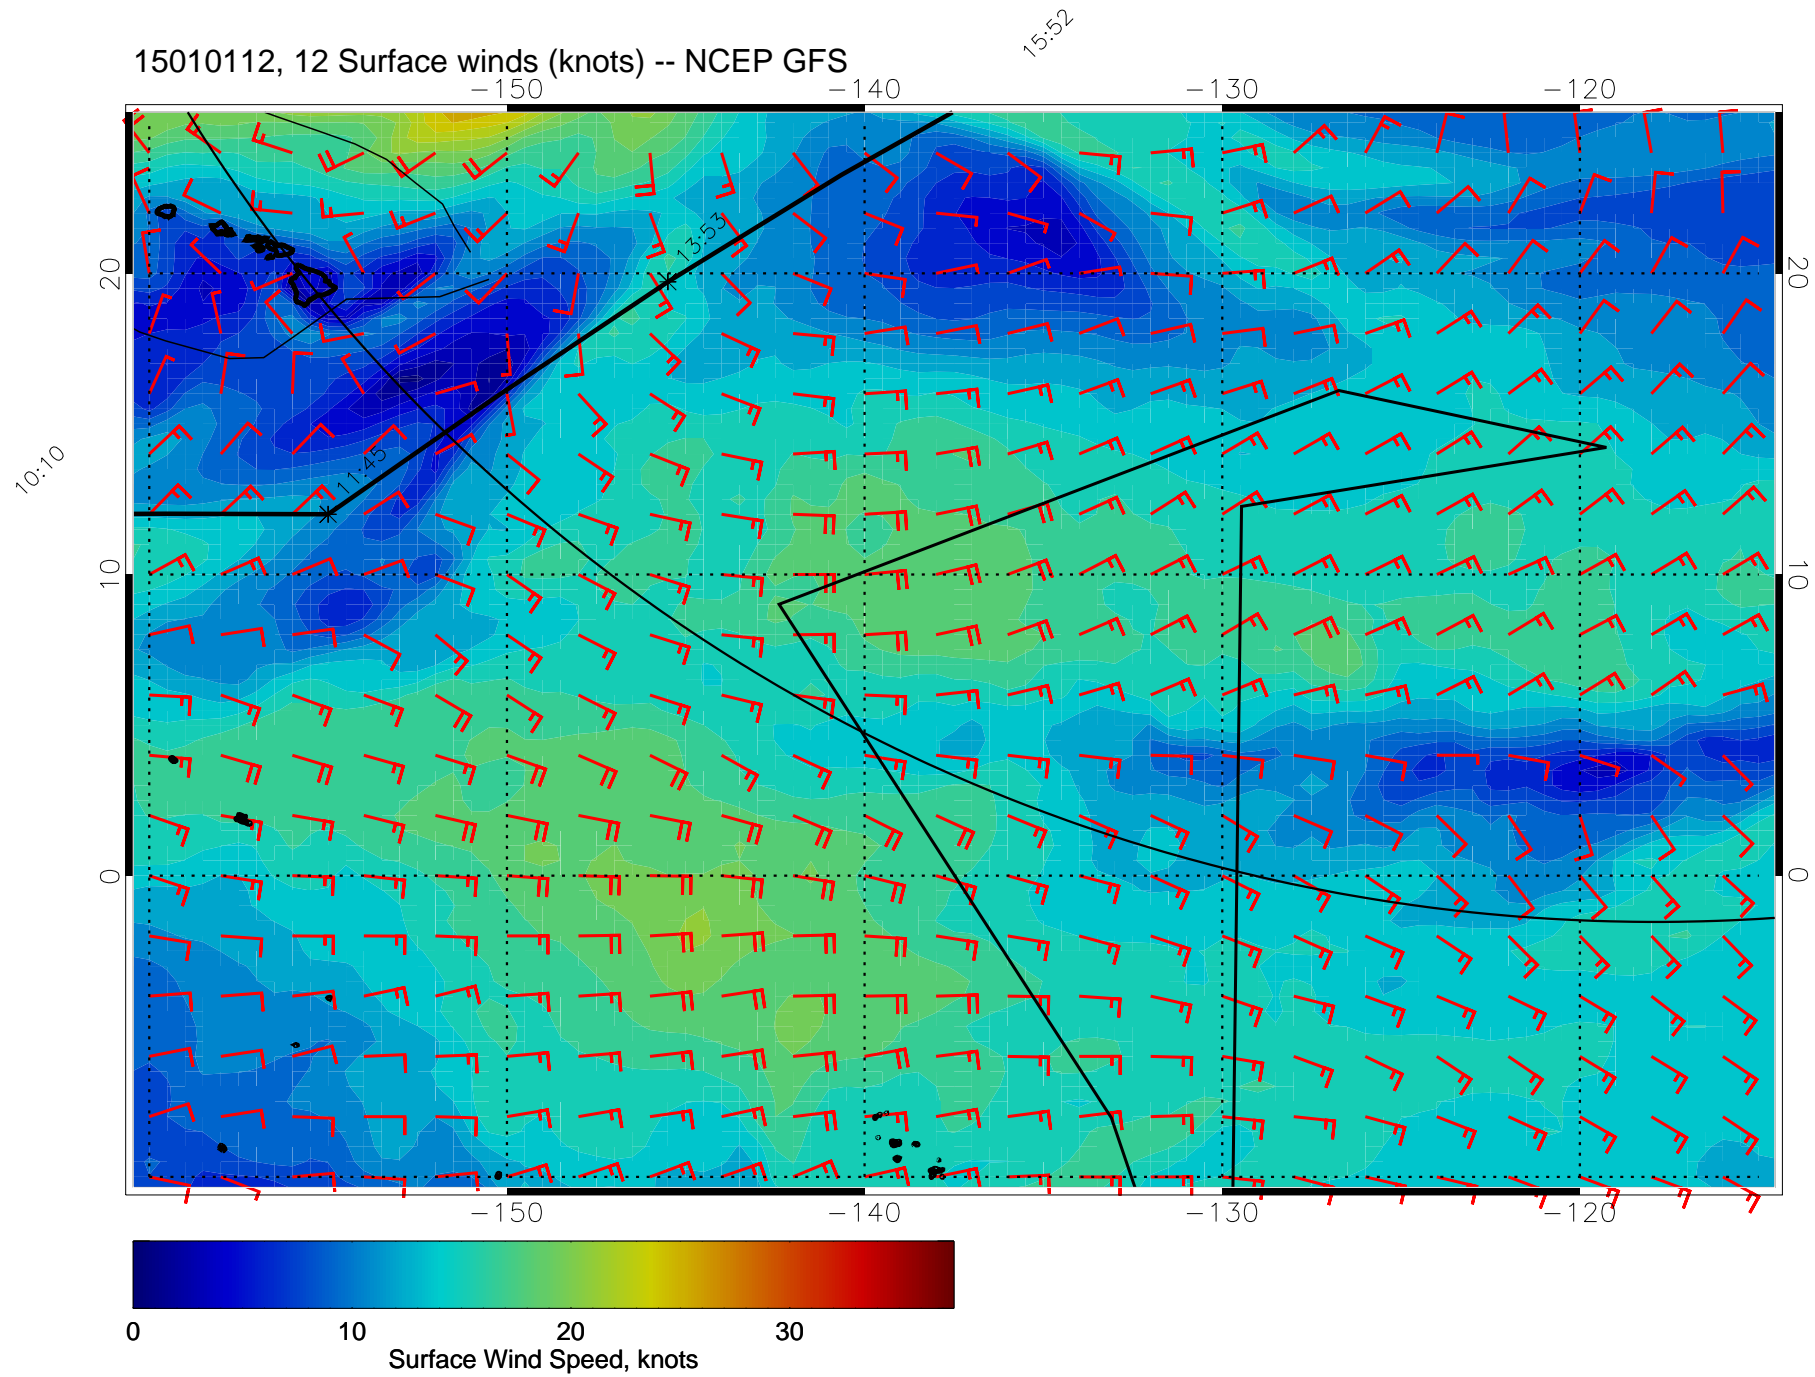 15:52
15010112, 12 Surface winds (knots) -- NCEP GFS
-150 -140 -130 -120
13:53
20 20
11:45
10:10
10 10
0 0
-150 -140 -130 -120
0 10 20 30
Surface Wind Speed, knots